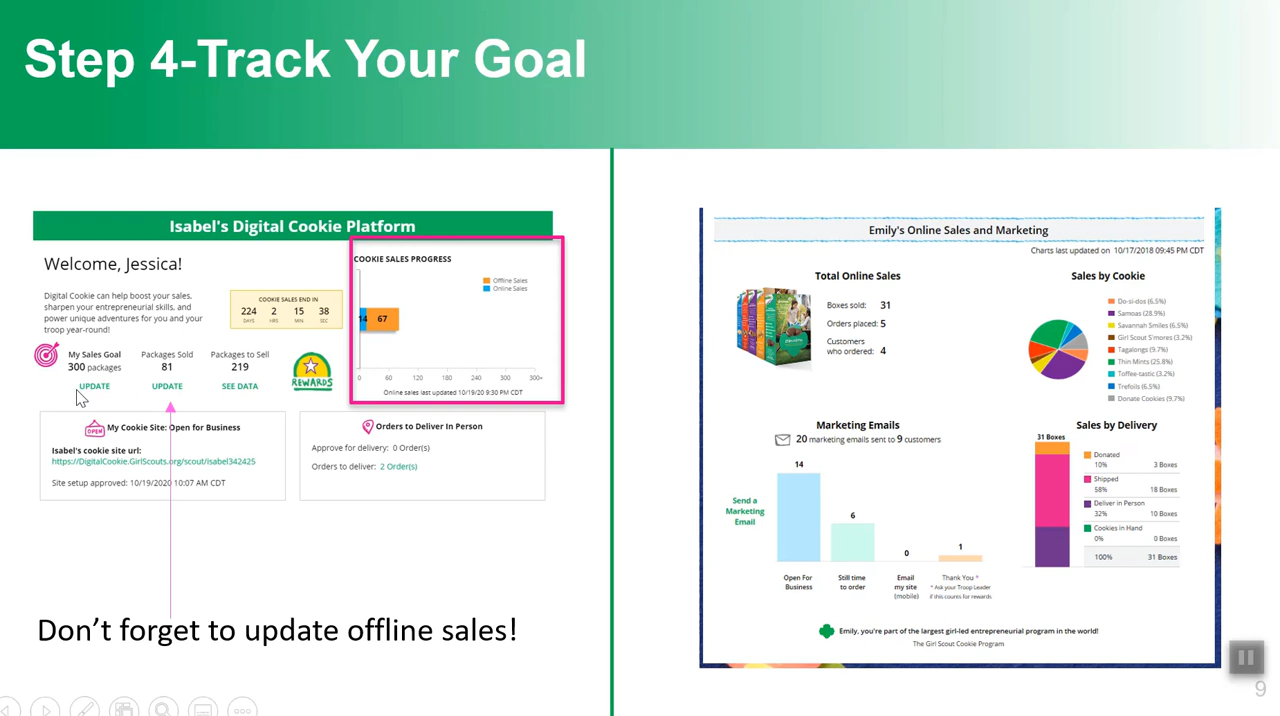 Step 4-Track Your Goal
Isabel's Digital Cookie Platform
Welcome, Jessica!
Digital Cookie can help boost your sales,
sharpen your entrepreneurial skills, and
power unique adventures for you and your
troop year-round!
COOKIE SALES END IN
224 2 15 38
DAYS HRS MIN SEC
My Sales Goal
300 packages
UPDATE
Packages Sold
81
UPDATE
Packages to Sell
219
SEE DATA
REWARDS
COOKIE SALES PROGRESS
Offline Sales
Online Sales
14 67
0 60 120 180 240 300 300+
Online sales last updated 10/19/20 9:30 PM CDT
OPEN
My Cookie Site: Open for Business
Isabel's cookie site url:
https://DigitalCookie.GirlScouts.org/scout/isabel342425
Site setup approved: 10/19/2020 10:07 AM CDT
Orders to Deliver In Person
Approve for delivery: 0 Order(s)
Orders to deliver: 2 Order(s)
Don't forget to update offline sales!
Emily's Online Sales and Marketing
Charts last updated on 10/17/2018 09:45 PM CDT
Total Online Sales
Boxes sold: 31
Orders placed: 5
Customers
who ordered: 4
Sales by Cookie
Do-si-dos (6.5%)
Samoas (28.9%)
Savannah Smiles (6.5%)
Girl Scout S'mores (3.2%)
Tagalongs (9.7%)
Thin Mints (25.8%)
Toffee-tastic (3.2%)
Trefoils (6.5%)
Donate Cookies (9.7%)
Marketing Emails
20 marketing emails sent to 9 customers
Send a
Marketing
Email
14
6
0
1
Open For
Business
Still time
to order
Email
my site
(mobile)
Thank You *
* Ask your Troop Leader
if this counts for rewards
Sales by Delivery
31 Boxes
Donated
10% 3 Boxes
Shipped
58% 18 Boxes
Deliver in Person
32% 10 Boxes
Cookies in Hand
0% 0 Boxes
100% 31 Boxes
Emily, you're part of the largest girl-led entrepreneurial program in the world!
The Girl Scout Cookie Program
9